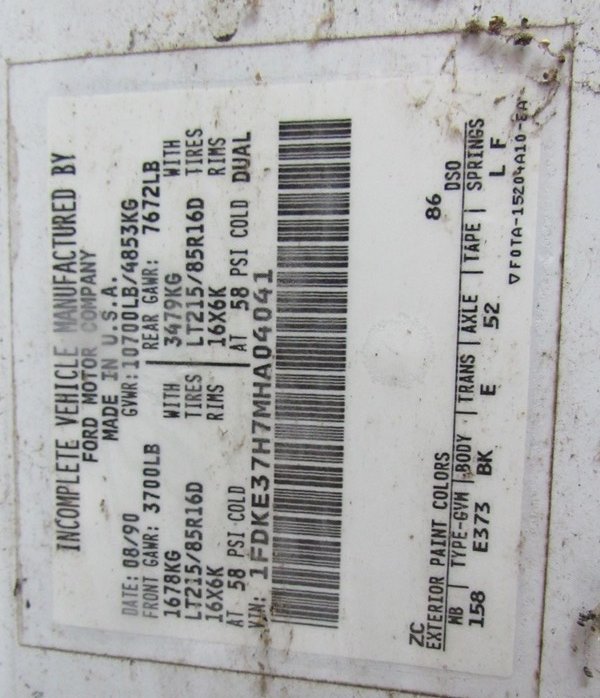 INCOMPLETE VEHICLE MANUFACTURED BY
FORD MOTOR COMPANY
MADE IN U.S.A.
DATE: 08/90 GVWR: 10700LB/4853KG
FRONT GAWR: 3700LB REAR GAWR: 7672LB
1678KG WITH 3479KG WITH
LT215/85R16D TIRES LT215/85R16D TIRES
16X6K RIMS 16X6K RIMS
AT 58 PSI COLD AT 58 PSI COLD DUAL
VIN: 1FDKE37H7MHA04041
86
ZC DSO
EXTERIOR PAINT COLORS
WB | TYPE-GVM | BODY | TRANS | AXLE | TAPE | SPRINGS
158 E373 BK E 52 L F
▽F0TA-15204A10-EA